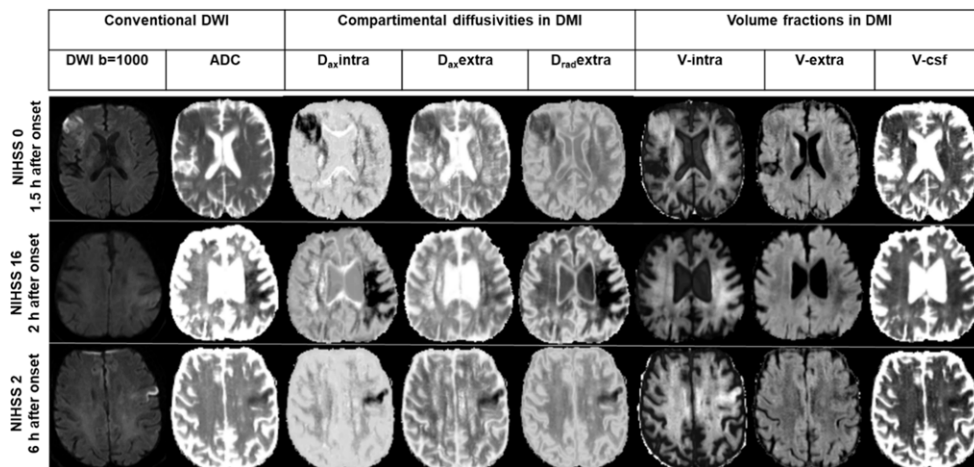 Conventional DWI
Compartimental diffusivities in DMI
Volume fractions in DMI
DWI b=1000
ADC
Daxintra
Daxextra
Dradextra
V-intra
V-extra
V-csf
NIHSS 0
1.5 h after onset
NIHSS 16
2 h after onset
NIHSS 2
6 h after onset